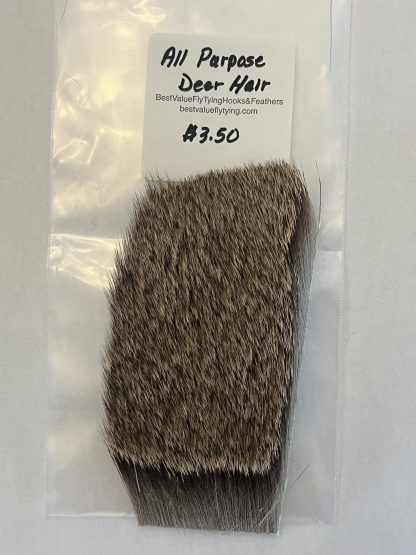 All Purpose
Deer Hair
BestValueFlyTyingHooks&Feathers
bestvalueflytying.com
$3.50